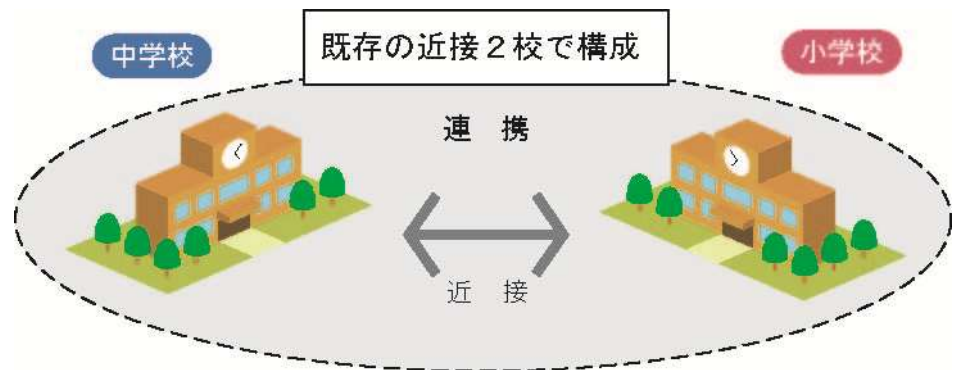 既存の近接２校で構成
中学校
小学校
連　携
近　接